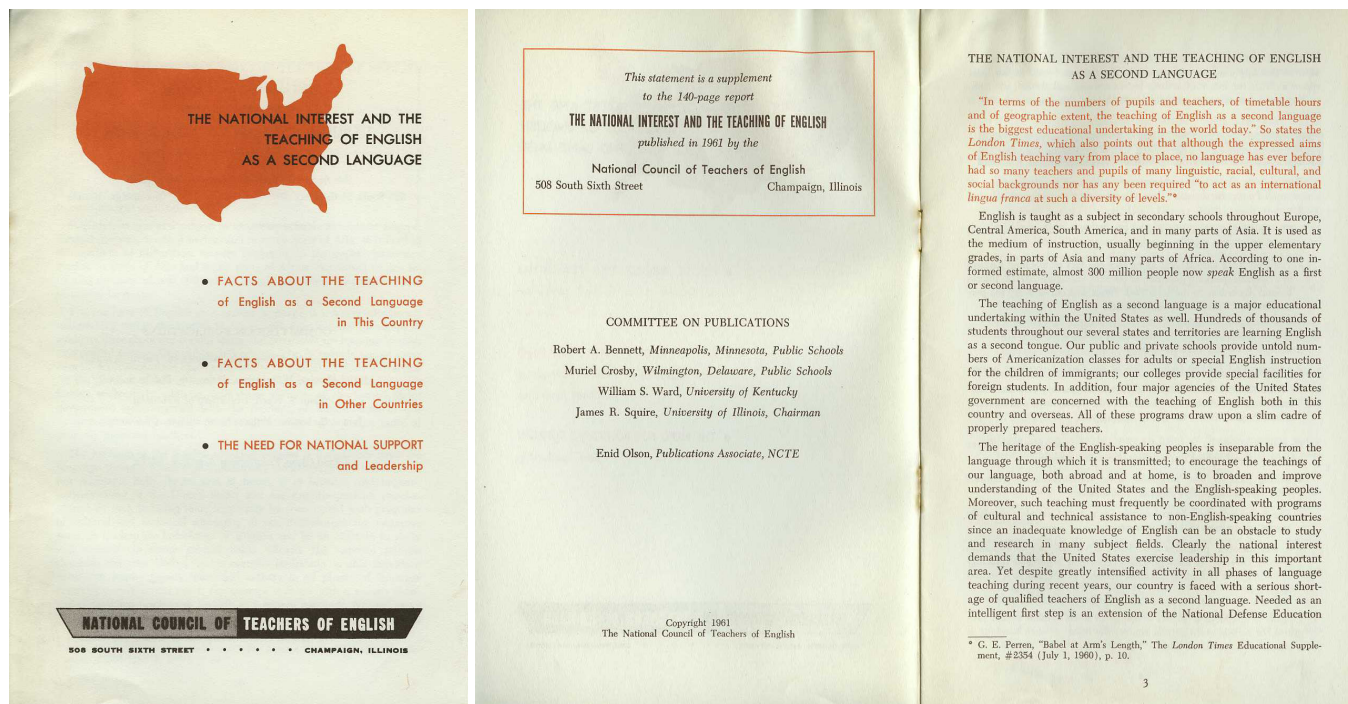 THE NATIONAL INTEREST AND THE
TEACHING OF ENGLISH
AS A SECOND LANGUAGE
• FACTS ABOUT THE TEACHING
of English as a Second Language
in This Country
• FACTS ABOUT THE TEACHING
of English as a Second Language
in Other Countries
• THE NEED FOR NATIONAL SUPPORT
and Leadership
NATIONAL COUNCIL OF TEACHERS OF ENGLISH
508 SOUTH SIXTH STREET • • • • • • CHAMPAIGN, ILLINOIS
This statement is a supplement
to the 140-page report
THE NATIONAL INTEREST AND THE TEACHING OF ENGLISH
published in 1961 by the
National Council of Teachers of English
508 South Sixth Street Champaign, Illinois
COMMITTEE ON PUBLICATIONS
Robert A. Bennett, Minneapolis, Minnesota, Public Schools
Muriel Crosby, Wilmington, Delaware, Public Schools
William S. Ward, University of Kentucky
James R. Squire, University of Illinois, Chairman
Enid Olson, Publications Associate, NCTE
Copyright 1961
The National Council of Teachers of English
THE NATIONAL INTEREST AND THE TEACHING OF ENGLISH
AS A SECOND LANGUAGE
"In terms of the numbers of pupils and teachers, of timetable hours
and of geographic extent, the teaching of English as a second language
is the biggest educational undertaking in the world today." So states the
London Times, which also points out that although the expressed aims
of English teaching vary from place to place, no language has ever before
had so many teachers and pupils of many linguistic, racial, cultural, and
social backgrounds nor has any been required "to act as an international
lingua franca at such a diversity of levels."*
English is taught as a subject in secondary schools throughout Europe,
Central America, South America, and in many parts of Asia. It is used as
the medium of instruction, usually beginning in the upper elementary
grades, in parts of Asia and many parts of Africa. According to one in-
formed estimate, almost 300 million people now speak English as a first
or second language.
The teaching of English as a second language is a major educational
undertaking within the United States as well. Hundreds of thousands of
students throughout our several states and territories are learning English
as a second tongue. Our public and private schools provide untold num-
bers of Americanization classes for adults or special English instruction
for the children of immigrants; our colleges provide special facilities for
foreign students. In addition, four major agencies of the United States
government are concerned with the teaching of English both in this
country and overseas. All of these programs draw upon a slim cadre of
properly prepared teachers.
The heritage of the English-speaking peoples is inseparable from the
language through which it is transmitted; to encourage the teachings of
our language, both abroad and at home, is to broaden and improve
understanding of the United States and the English-speaking peoples.
Moreover, such teaching must frequently be coordinated with programs
of cultural and technical assistance to non-English-speaking countries
since an inadequate knowledge of English can be an obstacle to study
and research in many subject fields. Clearly the national interest
demands that the United States exercise leadership in this important
area. Yet despite greatly intensified activity in all phases of language
teaching during recent years, our country is faced with a serious short-
age of qualified teachers of English as a second language. Needed as an
intelligent first step is an extension of the National Defense Education
* G. E. Perren, "Babel at Arm's Length," The London Times Educational Supple-
ment, #2354 (July 1, 1960), p. 10.
3